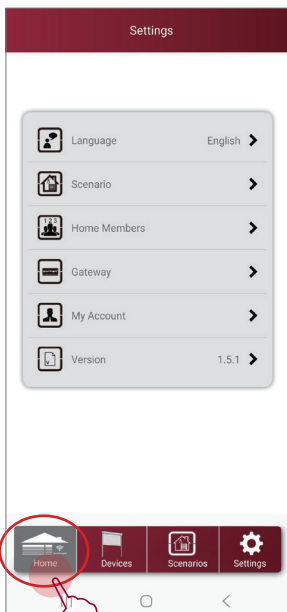 Settings
Language English
Scenario
Home Members
Gateway
My Account
Version 1.5.1
Home Devices Scenarios Settings